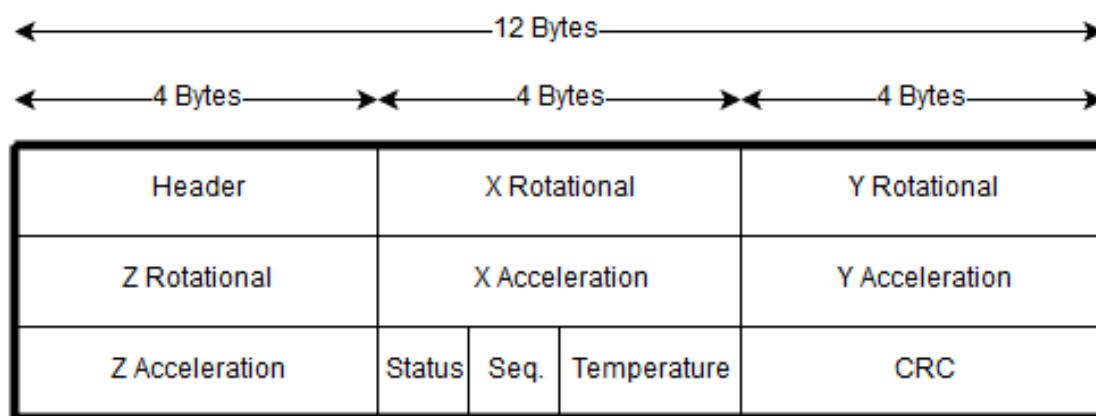 12 Bytes
4 Bytes 4 Bytes 4 Bytes
Header X Rotational Y Rotational
Z Rotational X Acceleration Y Acceleration
Z Acceleration Status Seq. Temperature CRC